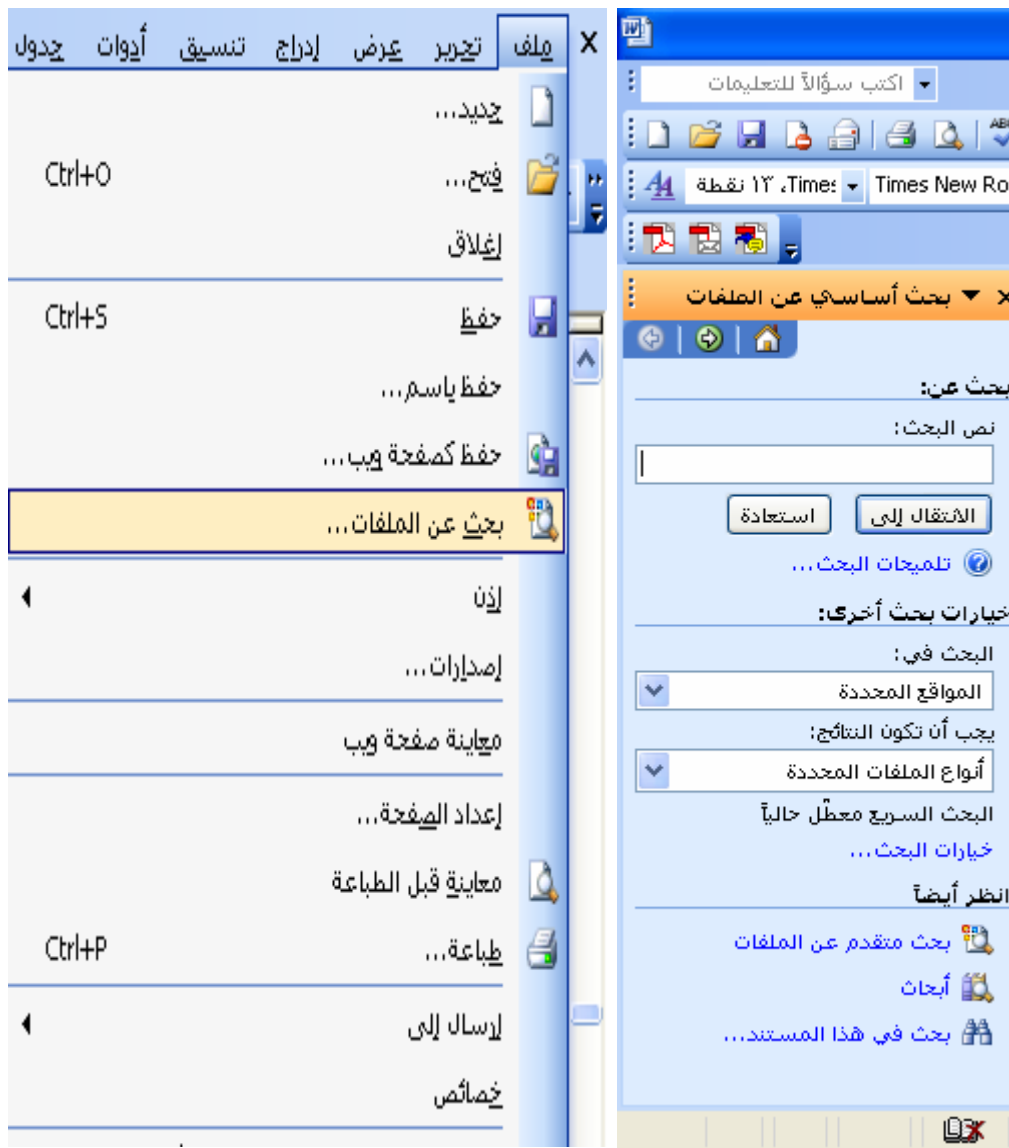 ملف تحرير عرض إدراج تنسيق أدوات جدول
جديد...
فتح... Ctrl+O
إغلاق
حفظ Ctrl+S
حفظ باسم...
حفظ كصفحة ويب...
بحث عن الملفات...
إذن
إصدارات...
معاينة صفحة ويب
إعداد الصفحة...
معاينة قبل الطباعة
طباعة... Ctrl+P
إرسال إلى
خصائص
اكتب سؤالاً للتعليمات
Times New Ro
Times، ١٣ نقطة
بحث أساسي عن الملفات
بحث عن:
نص البحث:
الانتقال إلى استعادة
تلميحات البحث...
خيارات بحث أخرى:
البحث في:
المواقع المحددة
يجب أن تكون النتائج:
أنواع الملفات المحددة
البحث السريع معطّل حالياً
خيارات البحث...
انظر أيضاً
بحث متقدم عن الملفات
أبحاث
بحث في هذا المستند...